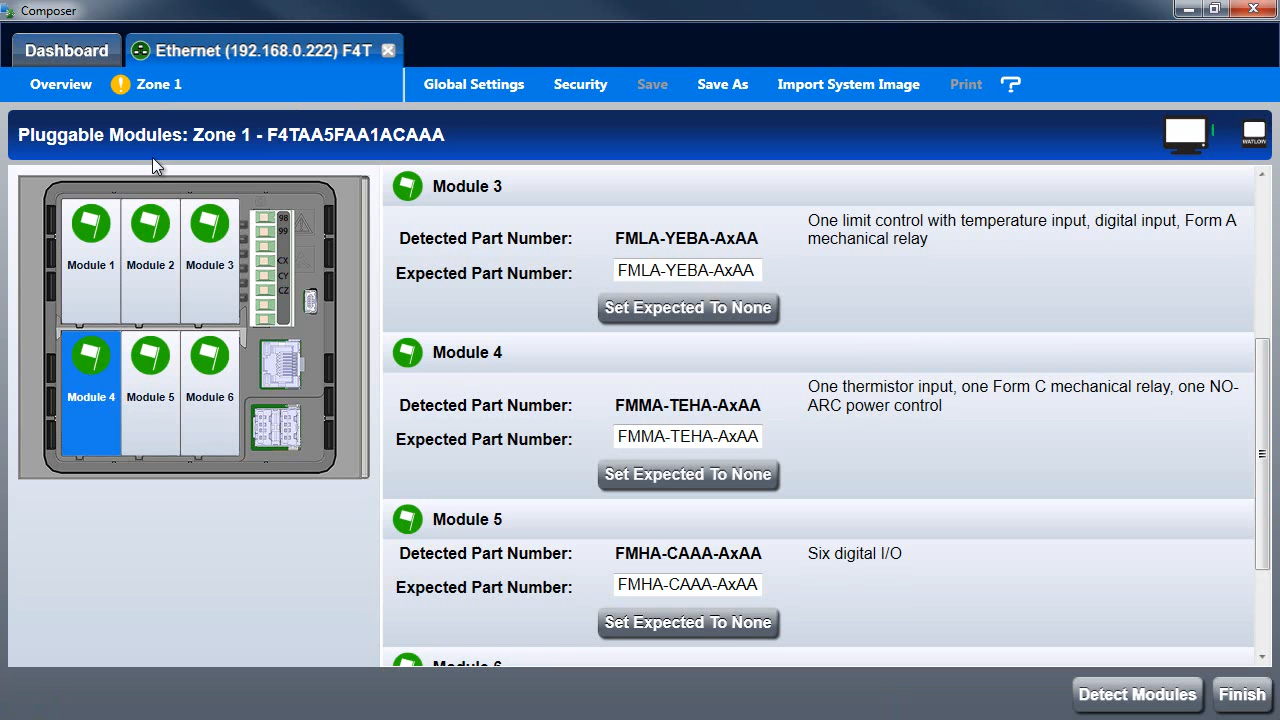 Composer
Dashboard
Ethernet (192.168.0.222) F4T
Overview
Zone 1
Global Settings
Security
Save
Save As
Import System Image
Print
Pluggable Modules: Zone 1 - F4TAA5FAA1ACAAA
WATLOW
Module 1
Module 2
Module 3
98
99
CX
CY
CZ
Module 4
Module 5
Module 6
Module 3
Detected Part Number:
FMLA-YEBA-AxAA
One limit control with temperature input, digital input, Form A
mechanical relay
Expected Part Number:
FMLA-YEBA-AxAA
Set Expected To None
Module 4
Detected Part Number:
FMMA-TEHA-AxAA
One thermistor input, one Form C mechanical relay, one NO-
ARC power control
Expected Part Number:
FMMA-TEHA-AxAA
Set Expected To None
Module 5
Detected Part Number:
FMHA-CAAA-AxAA
Six digital I/O
Expected Part Number:
FMHA-CAAA-AxAA
Set Expected To None
Module 6
Detect Modules
Finish